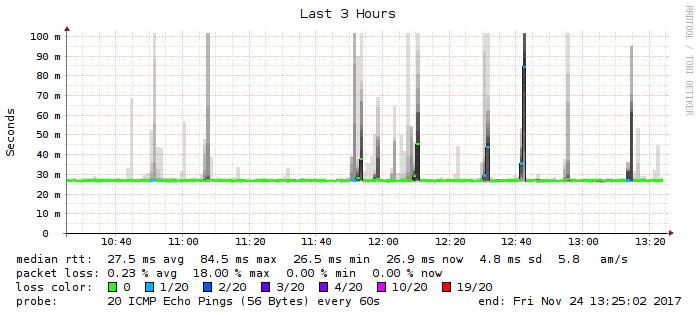 Last 3 Hours
RRDTOOL / TOBI OETIKER
Seconds
100 m
90 m
80 m
70 m
60 m
50 m
40 m
30 m
20 m
10 m
0
10:40 11:00 11:20 11:40 12:00 12:20 12:40 13:00 13:20
median rtt: 27.5 ms avg 84.5 ms max 26.5 ms min 26.9 ms now 4.8 ms sd 5.8 am/s
packet loss: 0.23 % avg 18.00 % max 0.00 % min 0.00 % now
loss color: 0 1/20 2/20 3/20 4/20 10/20 19/20
probe: 20 ICMP Echo Pings (56 Bytes) every 60s end: Fri Nov 24 13:25:02 2017